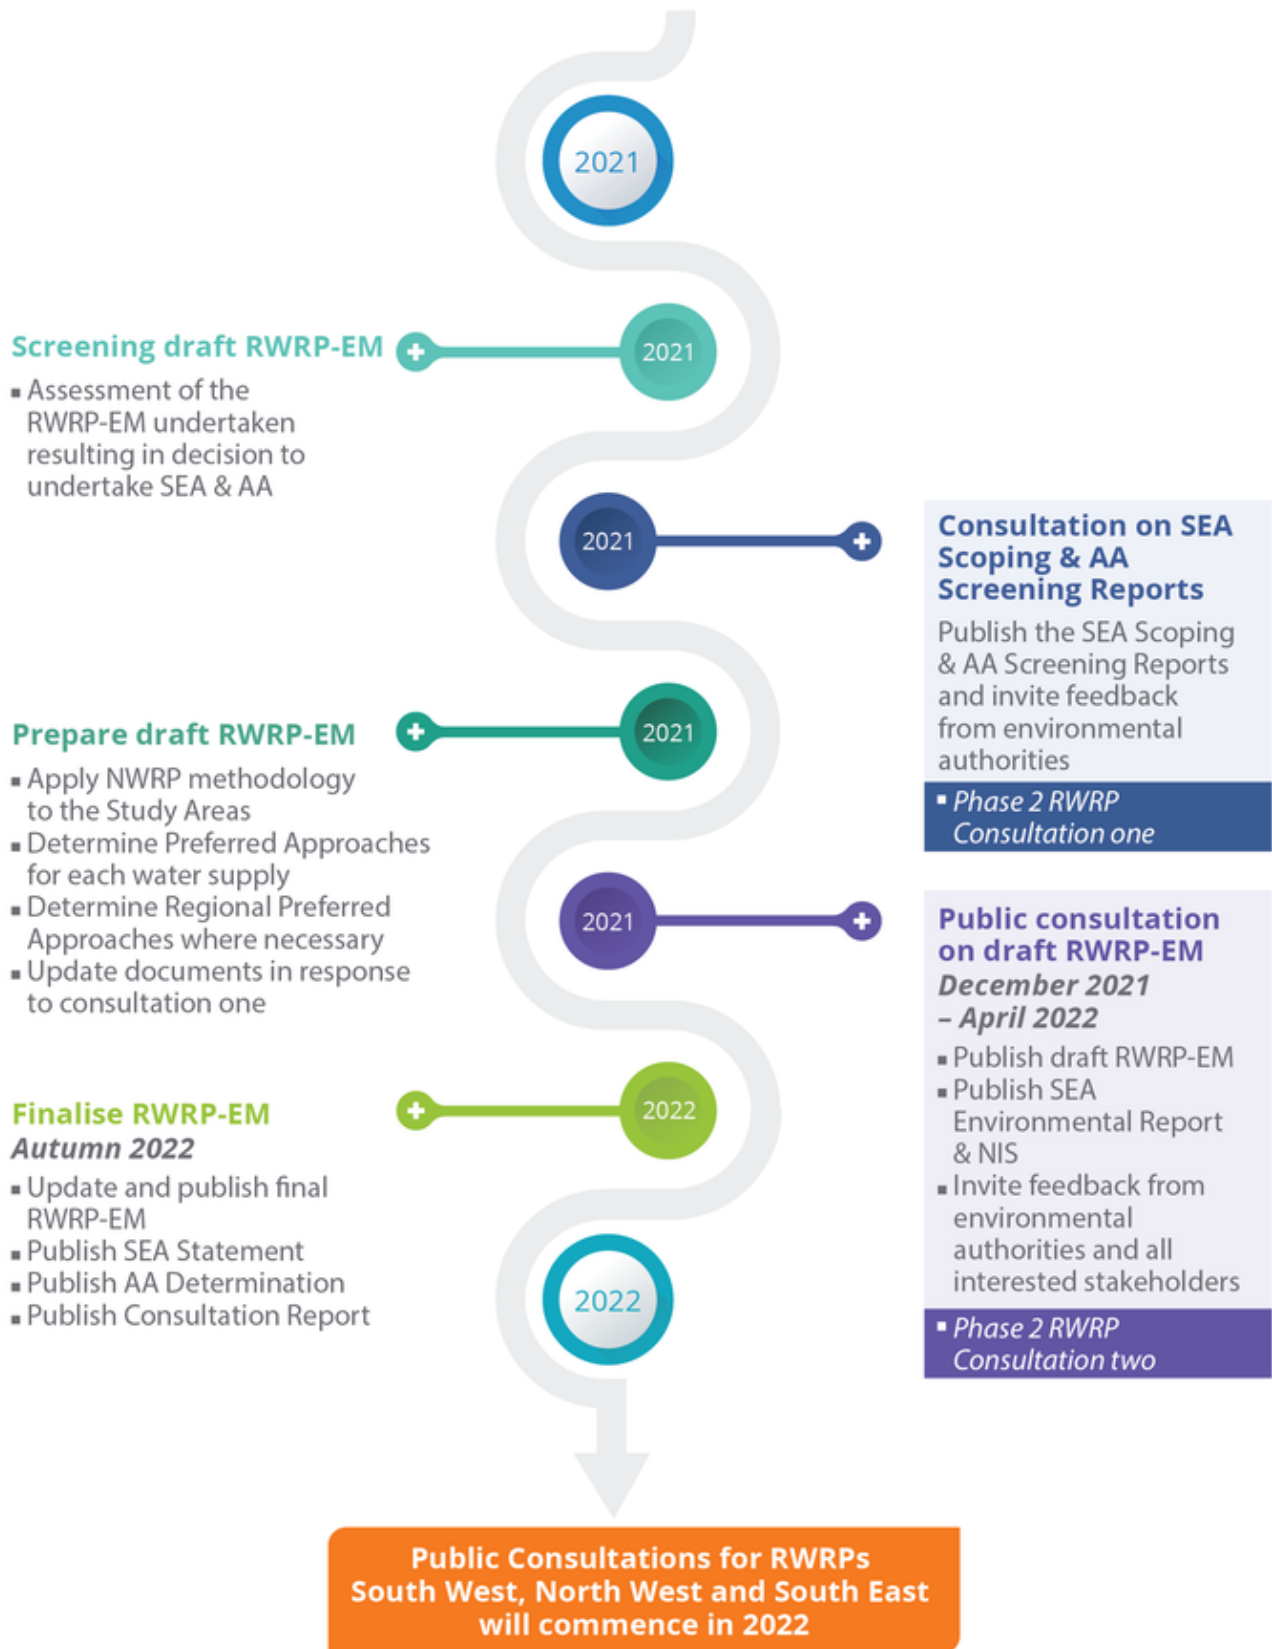 2021
Screening draft RWRP-EM
▪ Assessment of the
RWRP-EM undertaken
resulting in decision to
undertake SEA & AA
2021
2021
Consultation on SEA
Scoping & AA
Screening Reports
Publish the SEA Scoping
& AA Screening Reports
and invite feedback
from environmental
authorities
▪ Phase 2 RWRP
Consultation one
Prepare draft RWRP-EM
▪ Apply NWRP methodology
to the Study Areas
▪ Determine Preferred Approaches
for each water supply
▪ Determine Regional Preferred
Approaches where necessary
▪ Update documents in response
to consultation one
2021
2021
Public consultation
on draft RWRP-EM
December 2021
– April 2022
▪ Publish draft RWRP-EM
▪ Publish SEA
Environmental Report
& NIS
▪ Invite feedback from
environmental
authorities and all
interested stakeholders
▪ Phase 2 RWRP
Consultation two
Finalise RWRP-EM
Autumn 2022
▪ Update and publish final
RWRP-EM
▪ Publish SEA Statement
▪ Publish AA Determination
▪ Publish Consultation Report
2022
2022
Public Consultations for RWRPs
South West, North West and South East
will commence in 2022